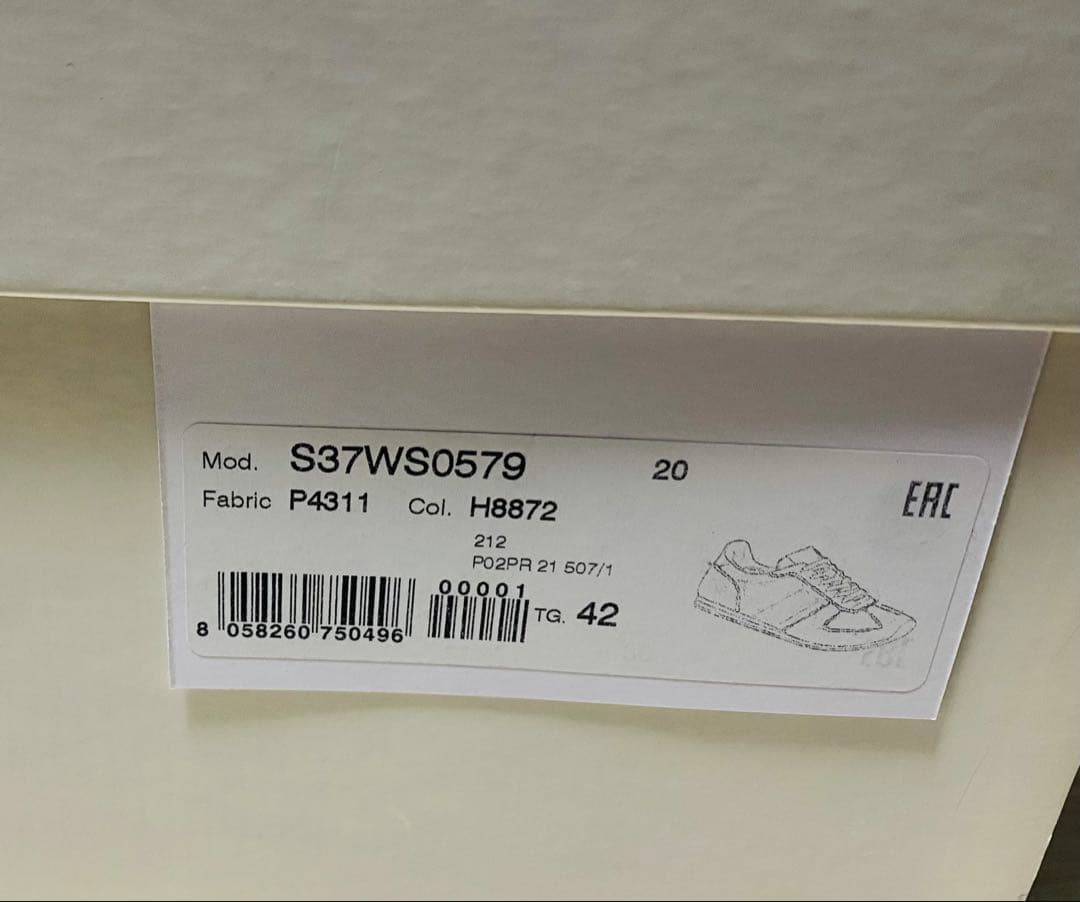 Mod. S37WS0579 20
EAC
Fabric P4311 Col. H8872
212
P02PR 21 507/1
00001
TG. 42
8 058260 750496